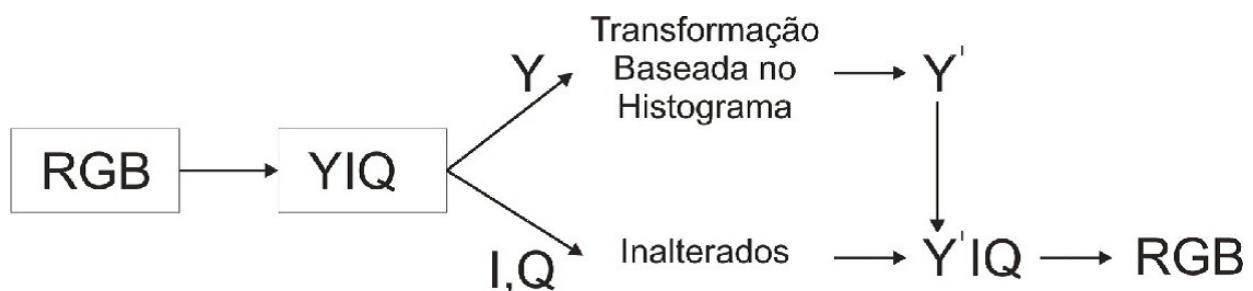 RGB
YIQ
Y
Transformação
Baseada no
Histograma
Y'
I,Q
Inalterados
Y'IQ
RGB